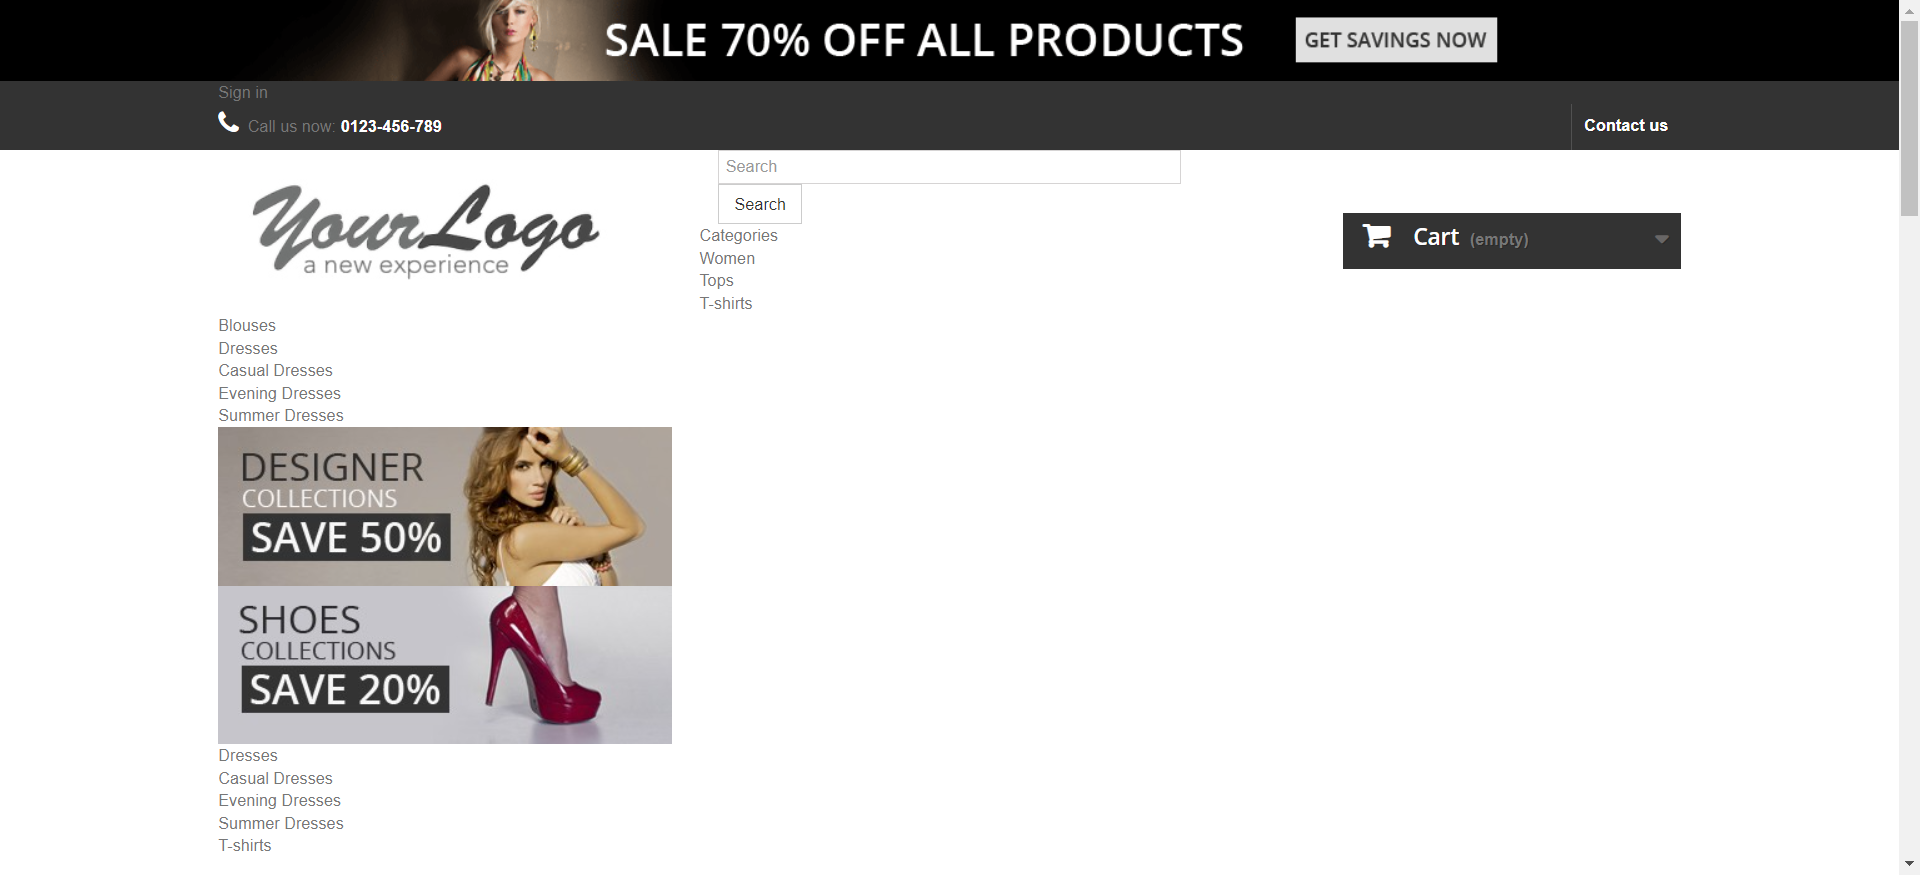 SALE 70% OFF ALL PRODUCTS
GET SAVINGS NOW
Sign in
Call us now: 0123-456-789
Contact us
Your Logo
a new experience
Search
Search
Cart (empty)
Categories
Women
Tops
T-shirts
Blouses
Dresses
Casual Dresses
Evening Dresses
Summer Dresses
DESIGNER
COLLECTIONS
SAVE 50%
SHOES
COLLECTIONS
SAVE 20%
Dresses
Casual Dresses
Evening Dresses
Summer Dresses
T-shirts